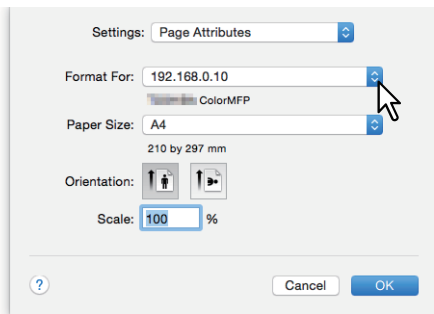 Settings: Page Attributes
Format For: 192.168.0.10
ColorMFP
Paper Size: A4
210 by 297 mm
Orientation:
Scale: 100 %
? Cancel OK